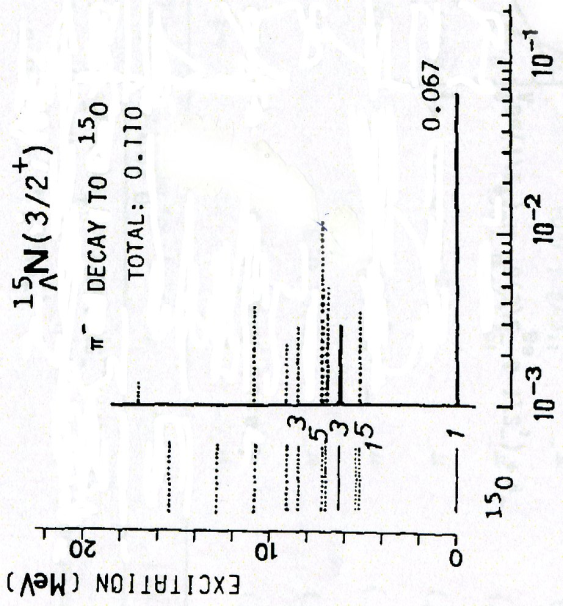 15ΛN(3/2+)
π− DECAY TO 15O
TOTAL: 0.110
EXCITATION (MeV)
20
10
0
3
5
3
5
1
1
15O
0.067
10−3
10−2
10−1